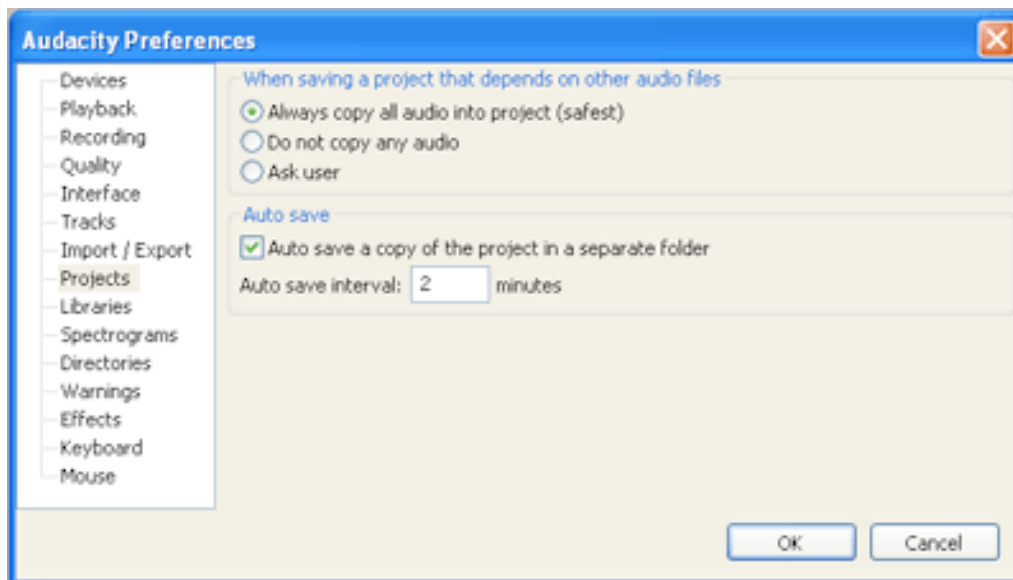 Audacity Preferences
Devices
Playback
Recording
Quality
Interface
Tracks
Import / Export
Projects
Libraries
Spectrograms
Directories
Warnings
Effects
Keyboard
Mouse
When saving a project that depends on other audio files
Always copy all audio into project (safest)
Do not copy any audio
Ask user
Auto save
Auto save a copy of the project in a separate folder
Auto save interval: 2 minutes
OK
Cancel